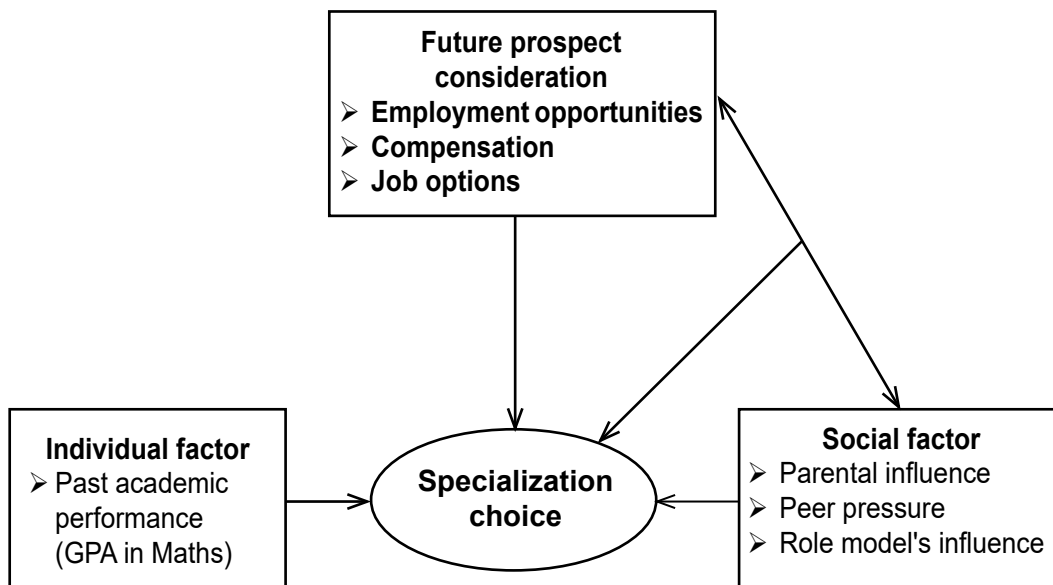 Future prospect
consideration
➢ Employment opportunities
➢ Compensation
➢ Job options
Individual factor
➢ Past academic
performance
(GPA in Maths)
Specialization
choice
Social factor
➢ Parental influence
➢ Peer pressure
➢ Role model's influence